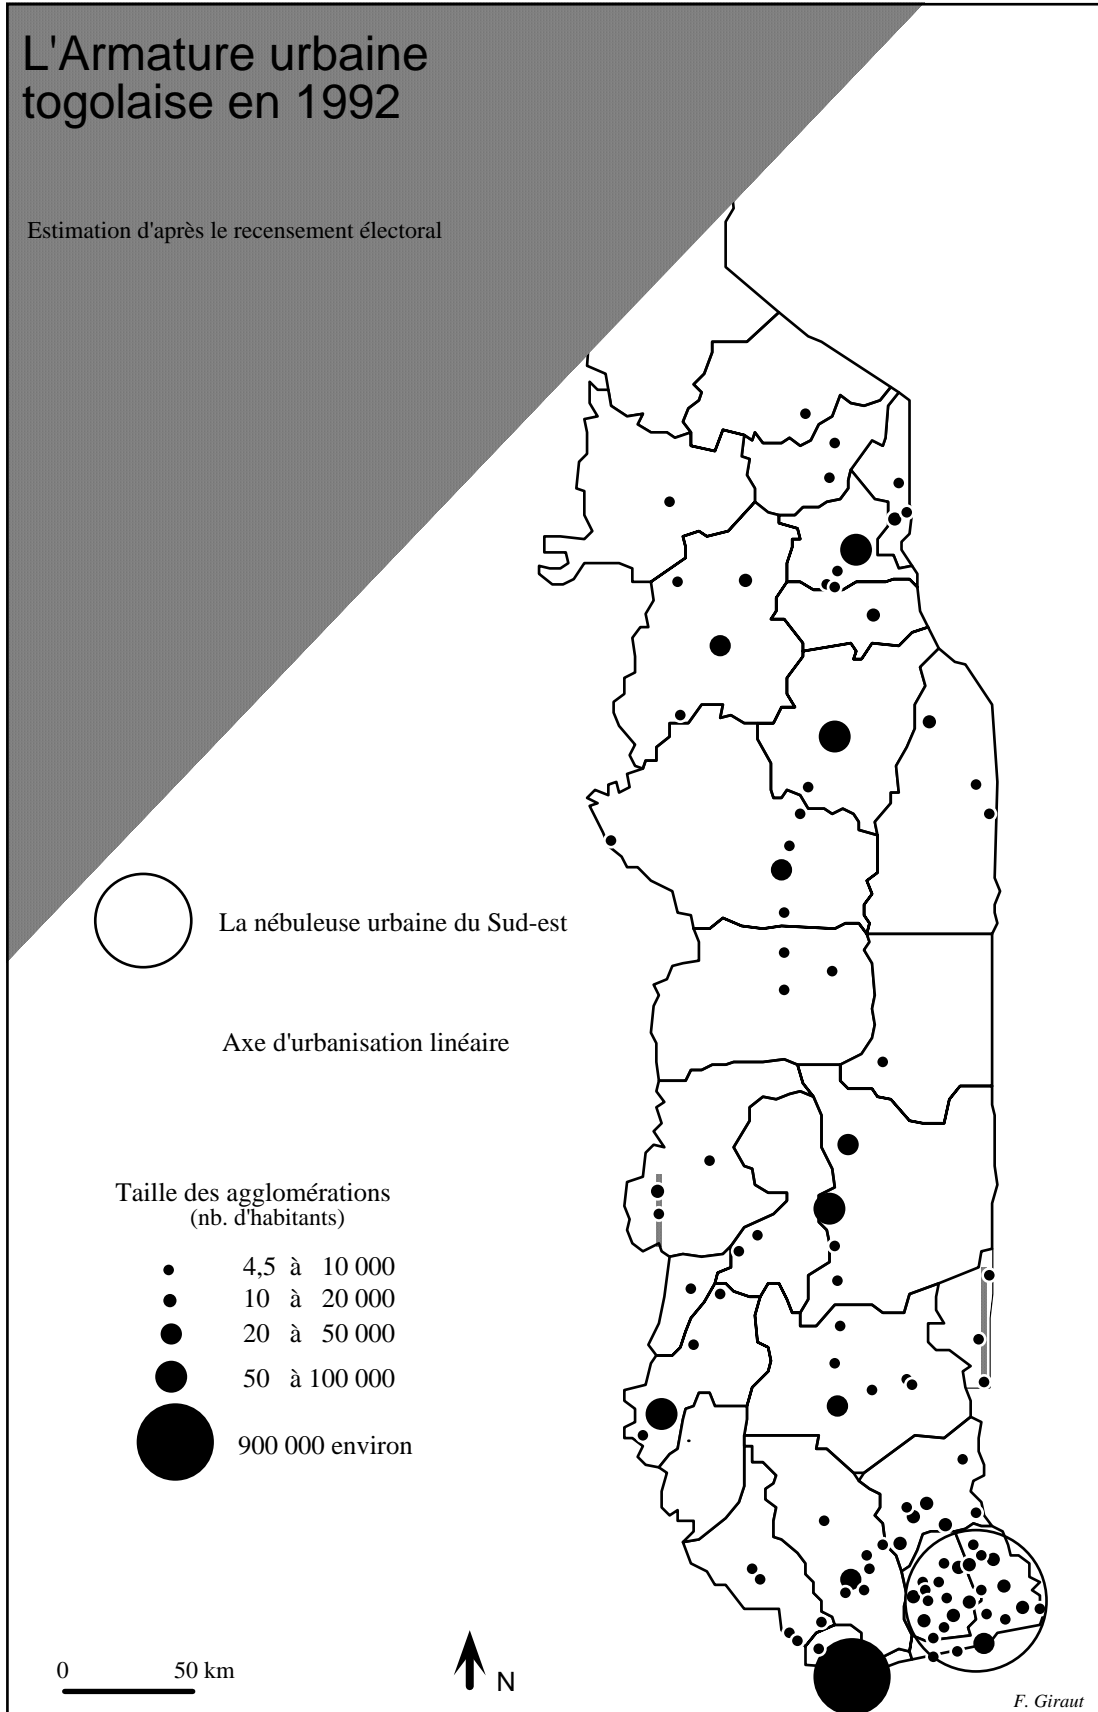 L'Armature urbaine
togolaise en 1992
Estimation d'après le recensement électoral
La nébuleuse urbaine du Sud-est
Axe d'urbanisation linéaire
Taille des agglomérations
(nb. d'habitants)
4,5 à 10 000
10 à 20 000
20 à 50 000
50 à 100 000
900 000 environ
0 50 km
N
F. Giraut